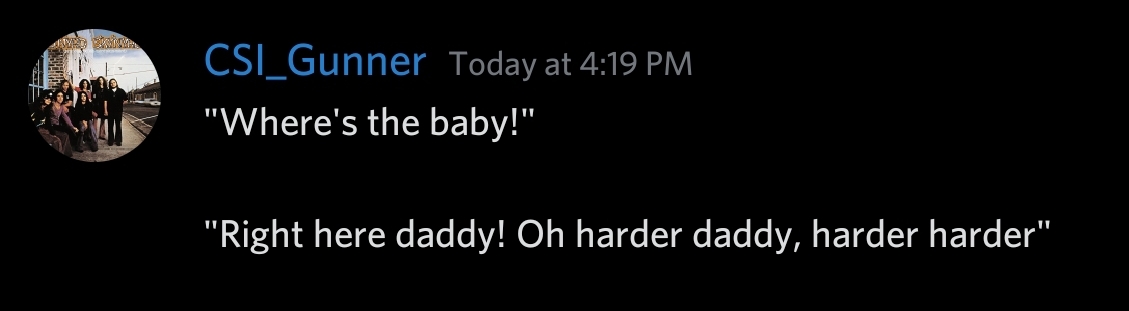 CSI_Gunner Today at 4:19 PM
"Where's the baby!"
"Right here daddy! Oh harder daddy, harder harder"